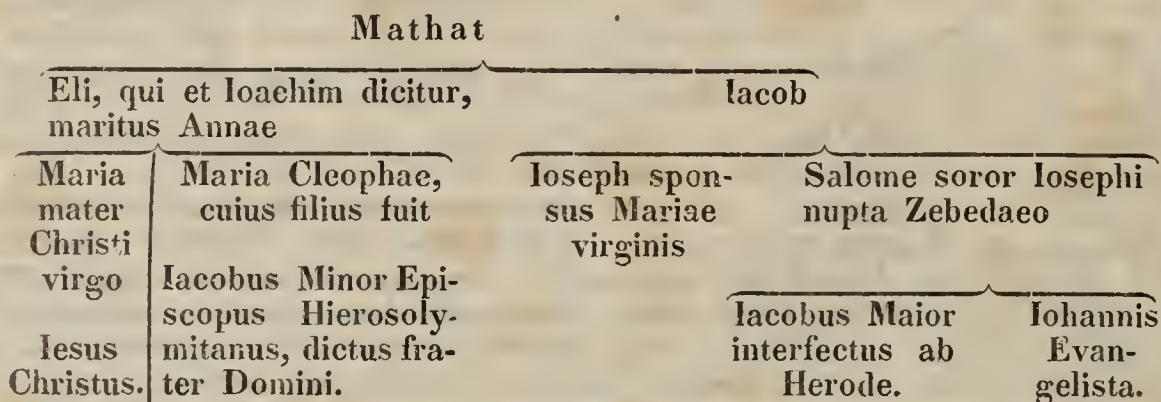 Mathat
Eli, qui et Ioachim dicitur,
maritus Annae
Iacob
Maria
mater
Christi
virgo
Iesus
Christus.
Maria Cleophae,
cuius filius fuit
Iacobus Minor Epi-
scopus Hierosoly-
mitanus, dictus fra-
ter Domini.
Ioseph spon-
sus Mariae
virginis
Salome soror Iosephi
nupta Zebedaeo
Iacobus Maior
interfectus ab
Herode.
Iohannis
Evan-
gelista.